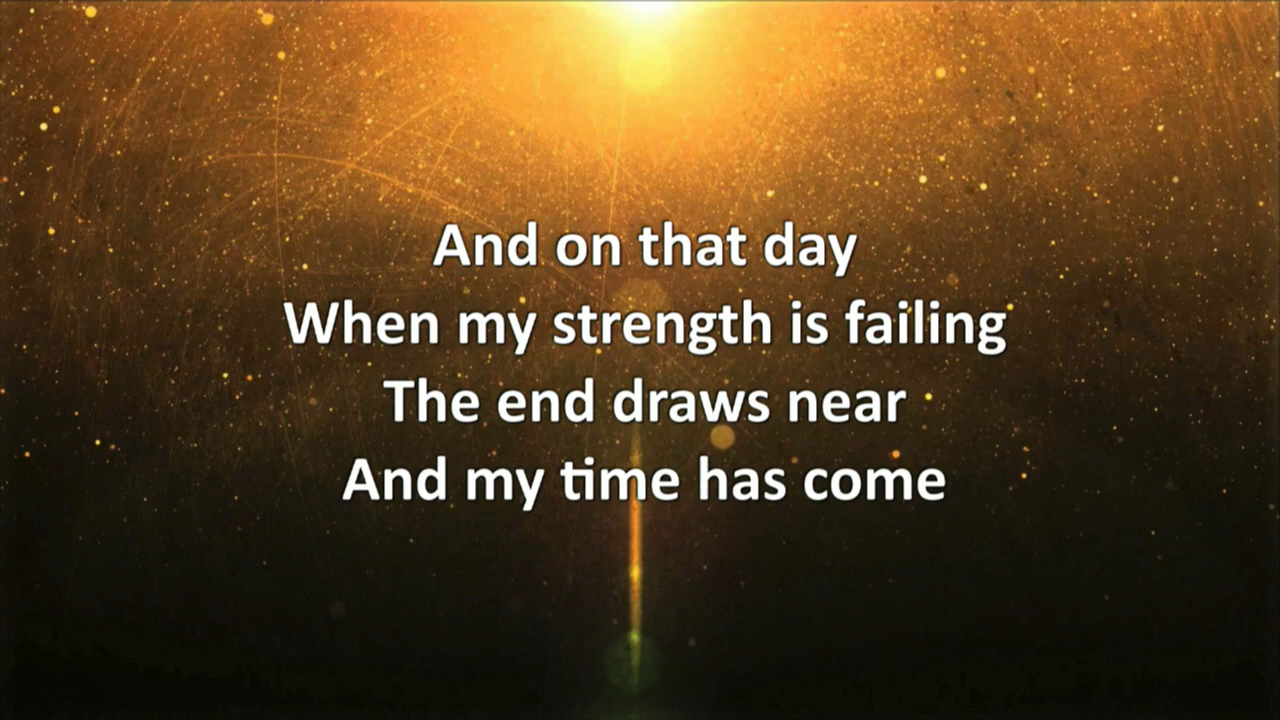 And on that day
When my strength is failing
The end draws near
And my time has come